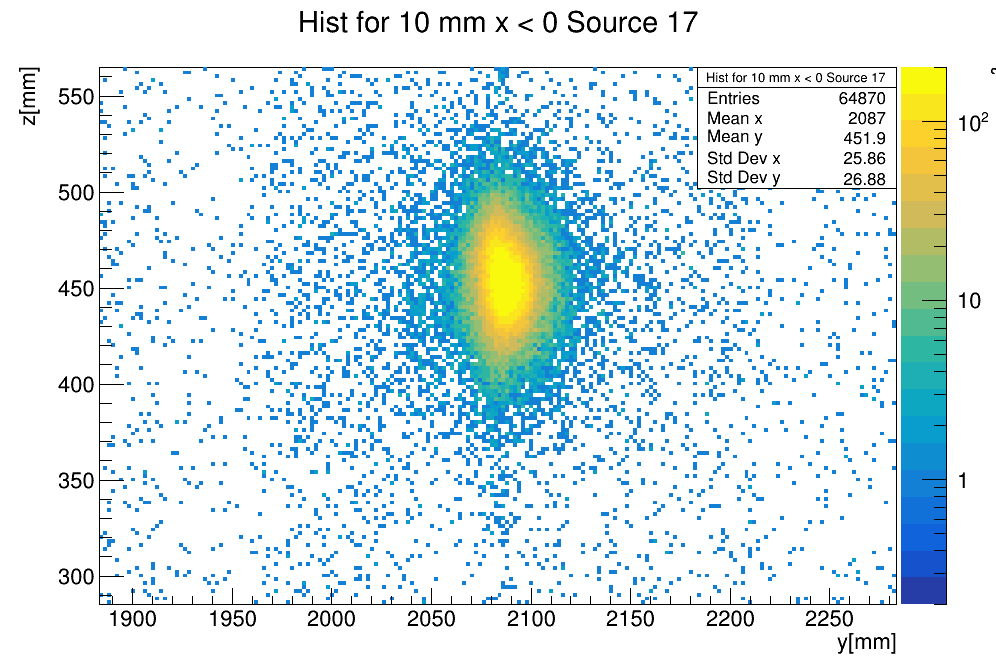 Hist for 10 mm x < 0 Source 17
z[mm]
Hist for 10 mm x < 0 Source 17
Entries 64870
Mean x 2087
Mean y 451.9
Std Dev x 25.86
Std Dev y 26.88
550
500
450
400
350
300
10²
10
1
1900 1950 2000 2050 2100 2150 2200 2250
y[mm]